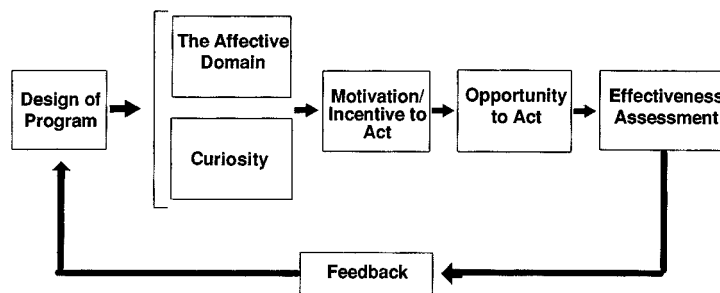 The Affective
Domain
Design of
Program
Curiosity
Motivation/
Incentive to
Act
Opportunity
to Act
Effectiveness
Assessment
Feedback